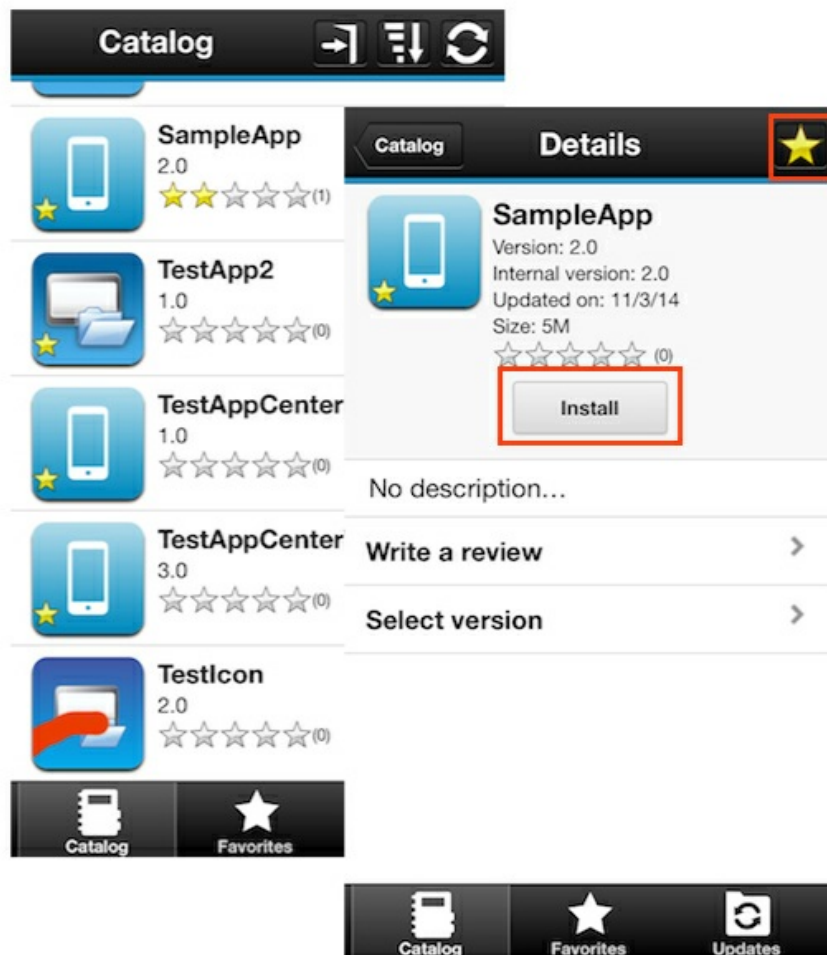 Catalog
SampleApp
2.0
(1)
TestApp2
1.0
(0)
TestAppCenter
1.0
(0)
TestAppCenter
3.0
(0)
TestIcon
2.0
(0)
Catalog
Favorites
Catalog
Details
SampleApp
Version: 2.0
Internal version: 2.0
Updated on: 11/3/14
Size: 5M
(0)
Install
No description...
Write a review
Select version
Catalog
Favorites
Updates